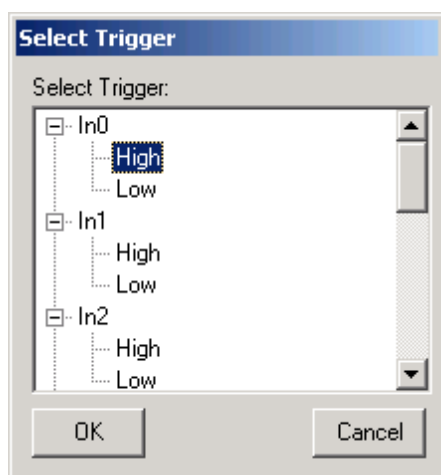 Select Trigger
Select Trigger:
In0
High
Low
In1
High
Low
In2
High
Low
OK Cancel